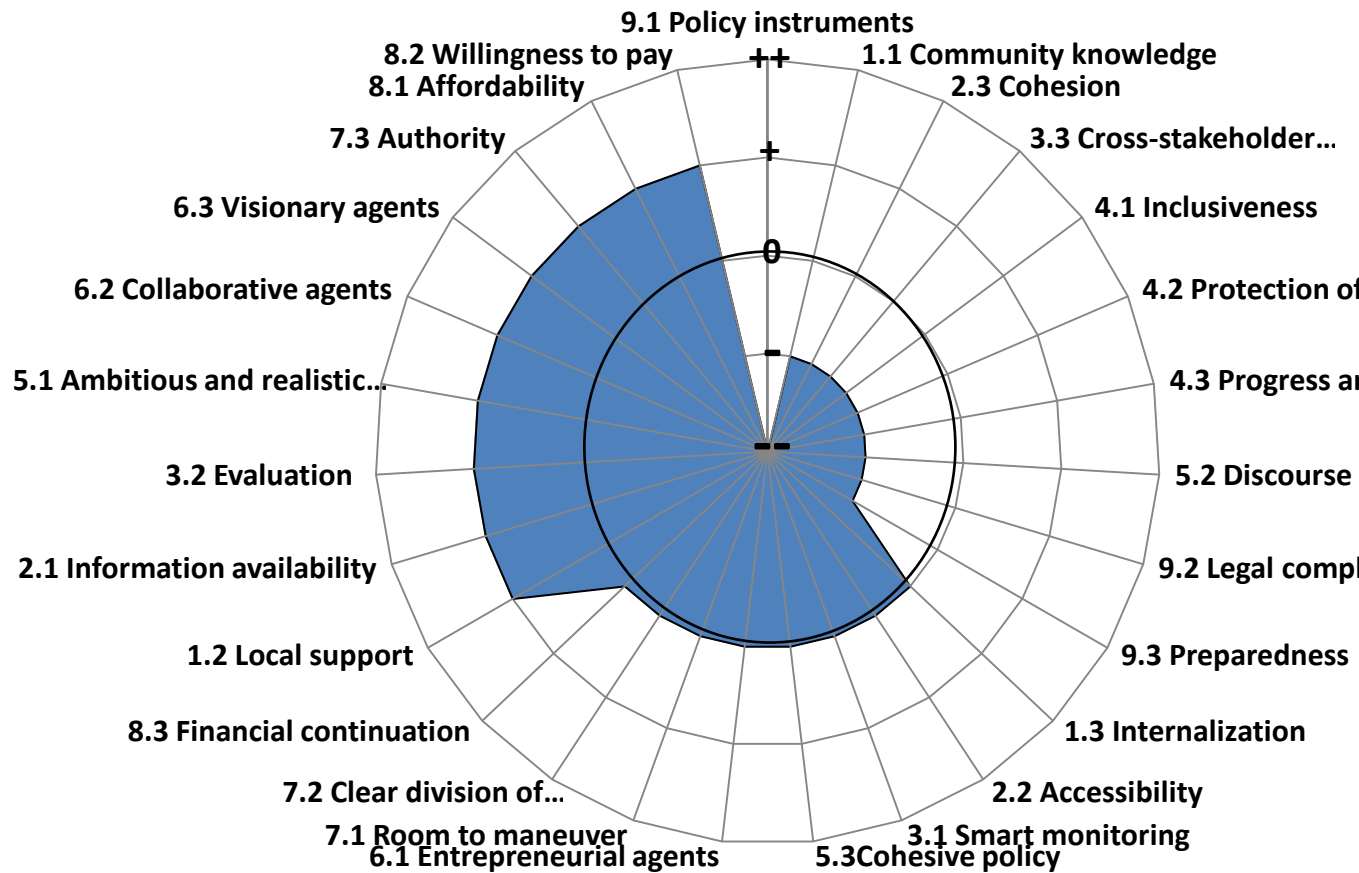 9.1 Policy instruments
8.2 Willingness to pay
++
1.1 Community knowledge
8.1 Affordability
2.3 Cohesion
7.3 Authority
+
3.3 Cross-stakeholder...
6.3 Visionary agents
4.1 Inclusiveness
0
6.2 Collaborative agents
4.2 Protection of
-
5.1 Ambitious and realistic...
4.3 Progress an
--
3.2 Evaluation
5.2 Discourse
2.1 Information availability
9.2 Legal compl
1.2 Local support
9.3 Preparedness
8.3 Financial continuation
1.3 Internalization
7.2 Clear division of...
2.2 Accessibility
7.1 Room to maneuver
3.1 Smart monitoring
6.1 Entrepreneurial agents
5.3Cohesive policy